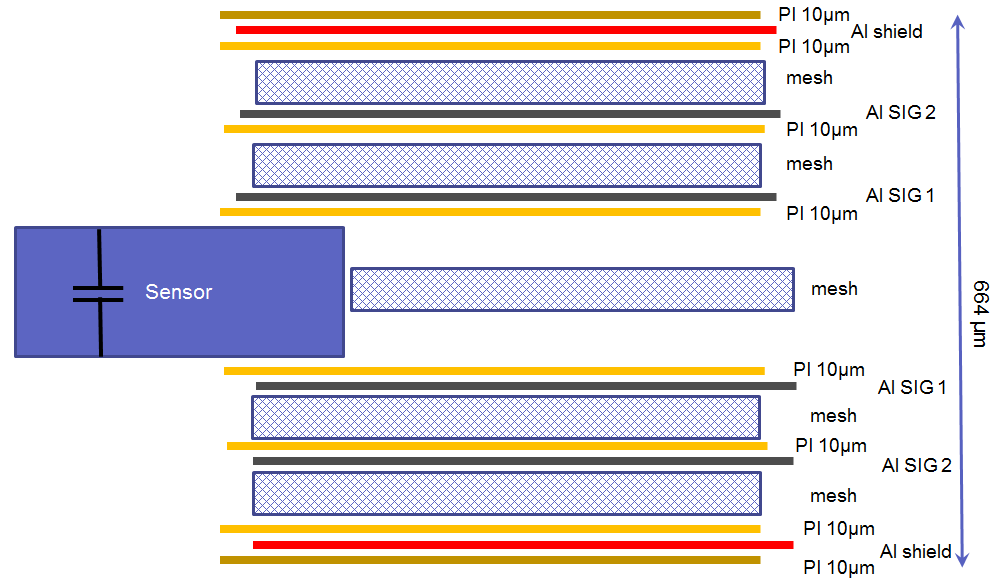 PI 10µm
Al shield
PI 10µm
mesh
Al SIG 2
PI 10µm
mesh
Al SIG 1
PI 10µm
Sensor
mesh
664 µm
PI 10µm
Al SIG 1
mesh
PI 10µm
Al SIG 2
mesh
PI 10µm
Al shield
PI 10µm